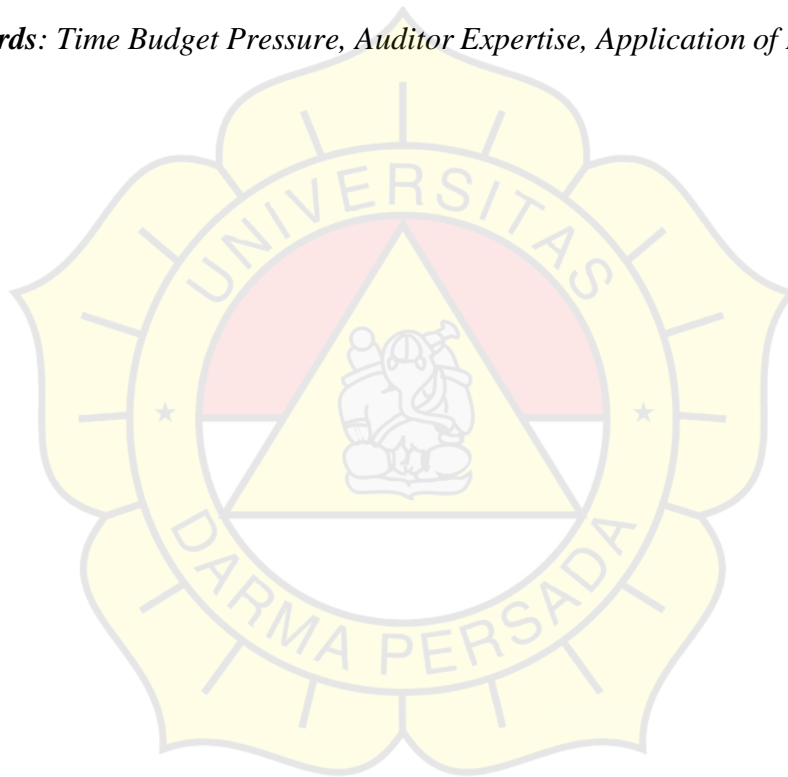 rds: Time Budget Pressure, Auditor Expertise, Application of
UNIVERSITAS
DARMA PERSADA